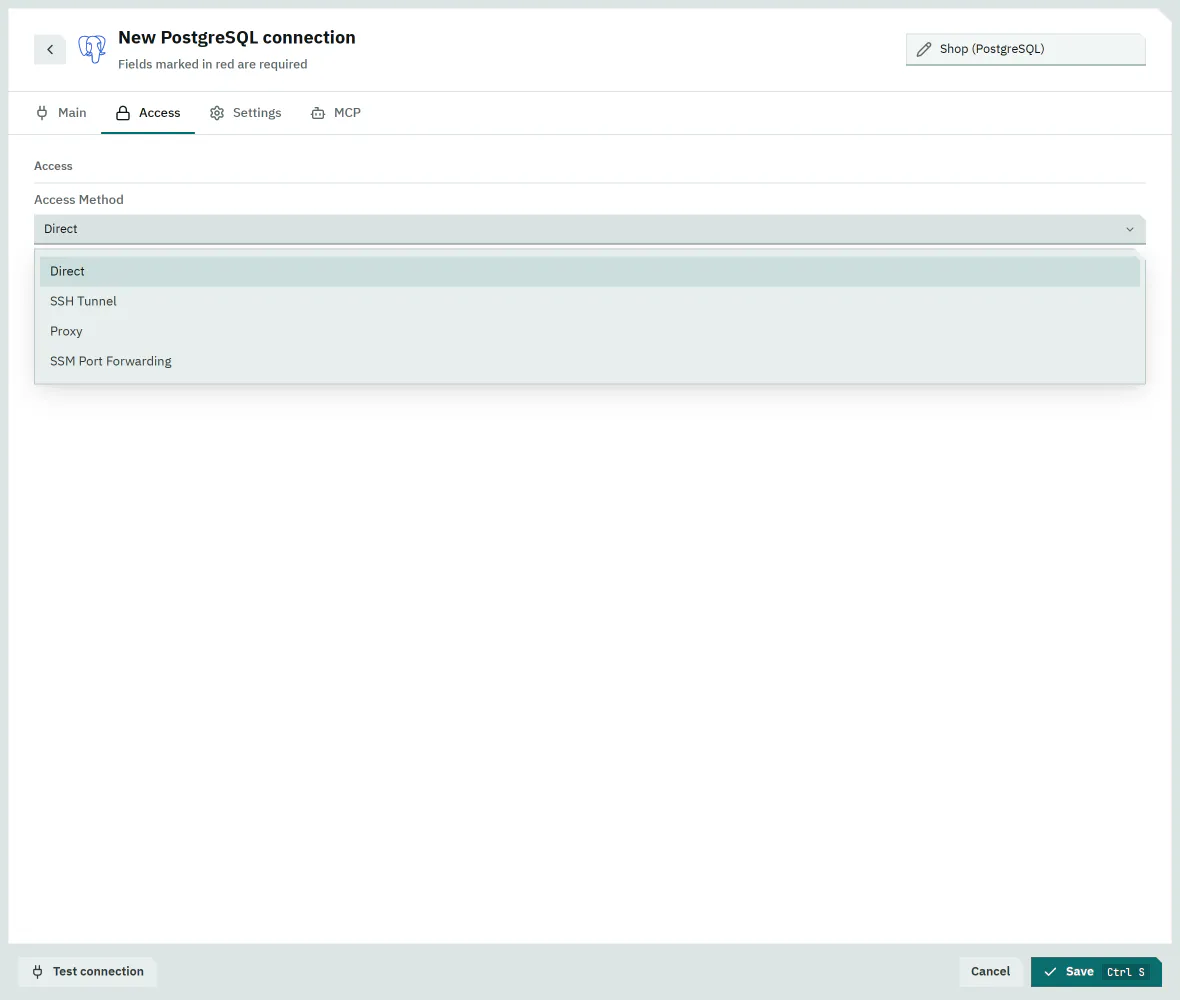 New PostgreSQL connection
Fields marked in red are required
Shop (PostgreSQL)
Main
Access
Settings
MCP
Access
Access Method
Direct
Direct
SSH Tunnel
Proxy
SSM Port Forwarding
Test connection
Cancel
Save Ctrl S